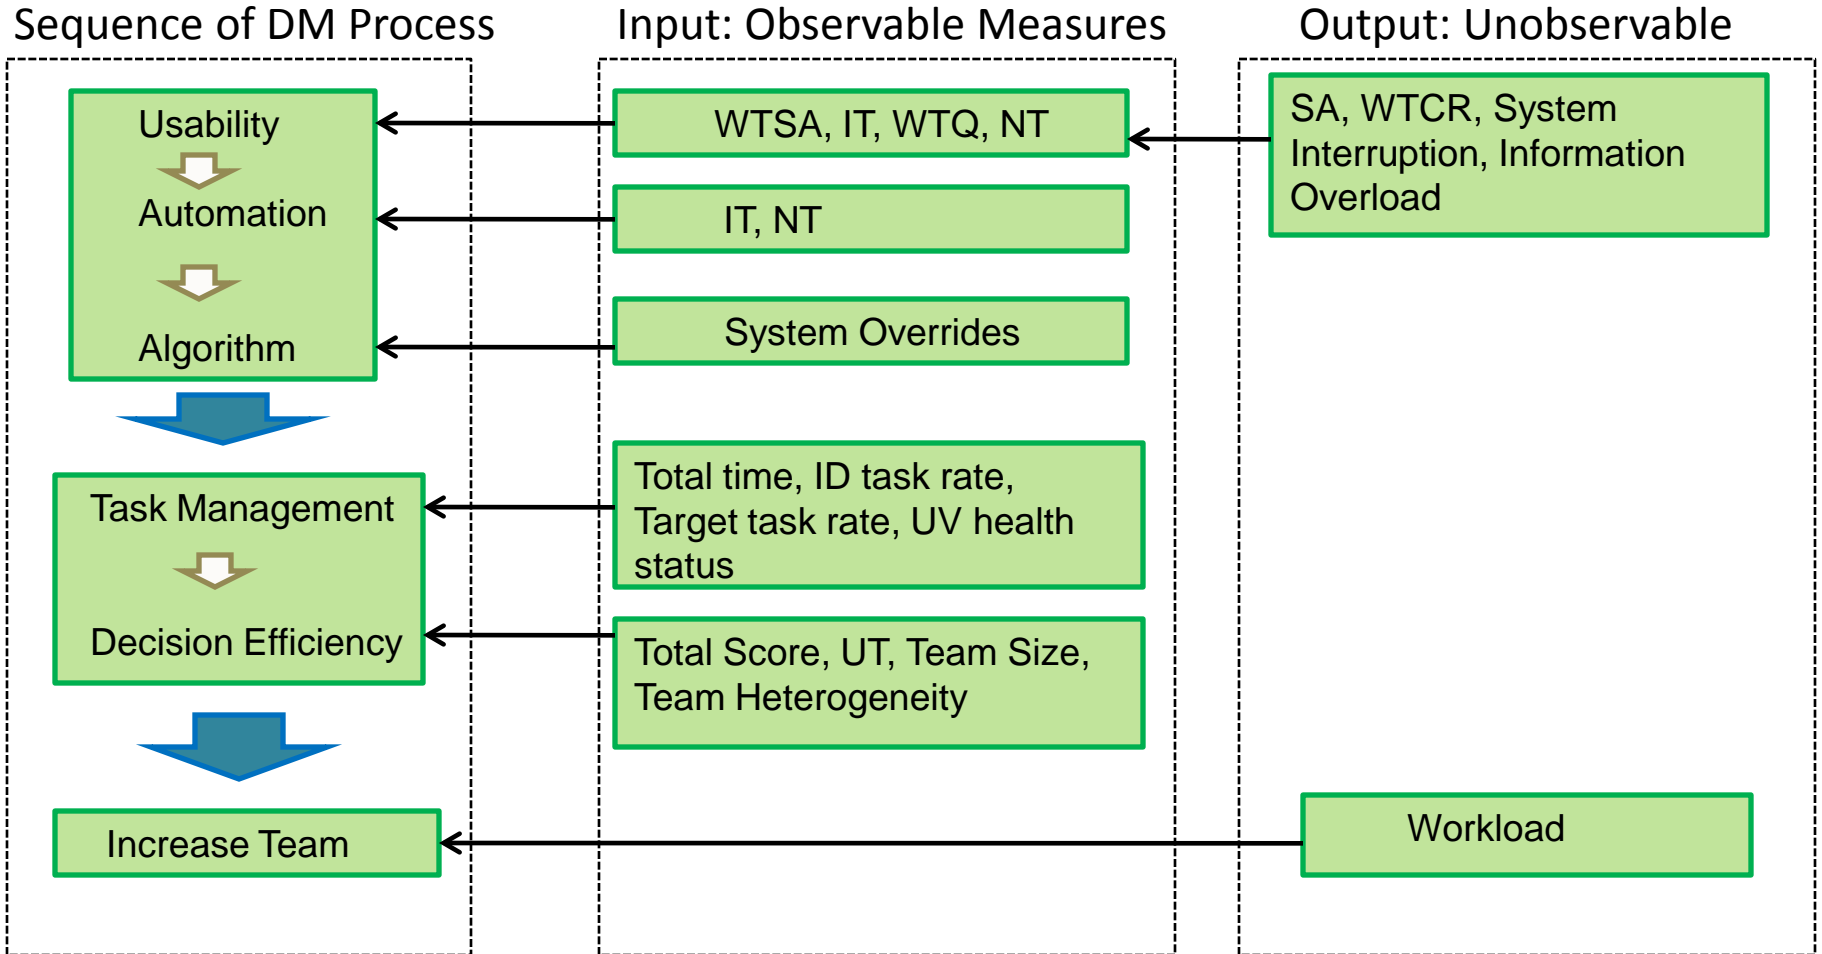 Sequence of DM Process
Input: Observable Measures
Output: Unobservable
Usability
Automation
Algorithm
WTSA, IT, WTQ, NT
IT, NT
System Overrides
SA, WTCR, System
Interruption, Information
Overload
Task Management
Decision Efficiency
Total time, ID task rate,
Target task rate, UV health
status
Total Score, UT, Team Size,
Team Heterogeneity
Increase Team
Workload